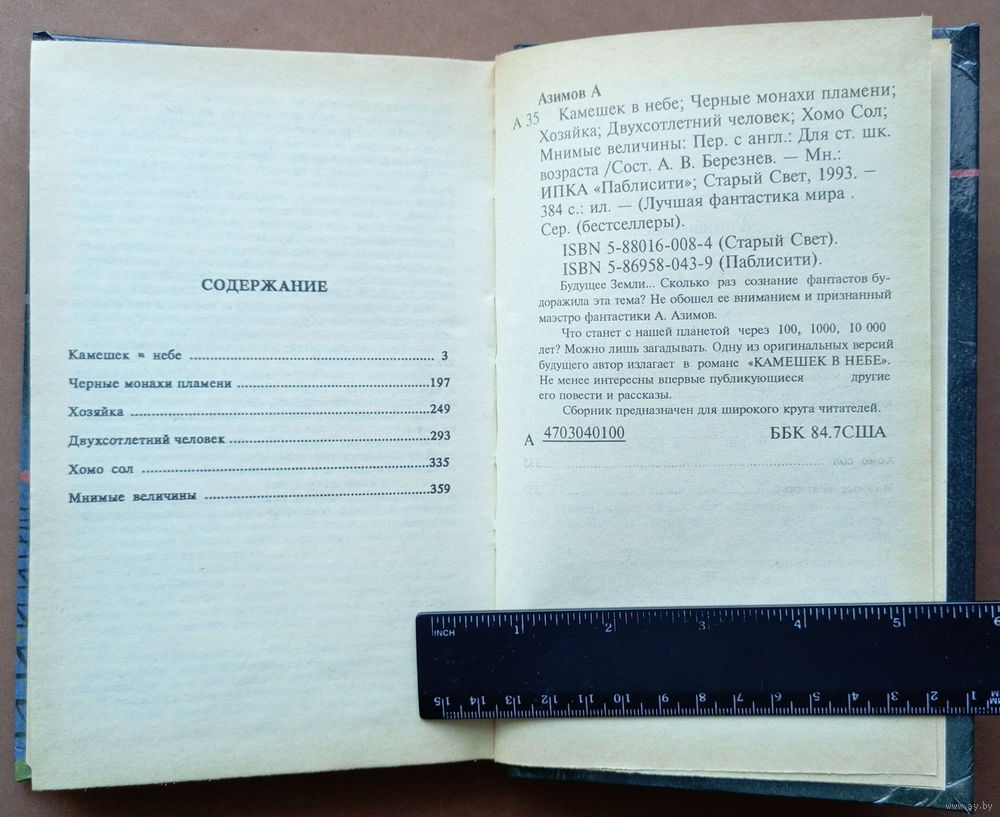 СОДЕРЖАНИЕ
Камешек в небе ........ 3
Черные монахи пламени ........ 197
Хозяйка ........ 249
Двухсотлетний человек ........ 293
Хомо сол ........ 335
Мнимые величины ........ 359
Азимов А
А 35 Камешек в небе; Черные монахи пламени;
Хозяйка; Двухсотлетний человек; Хомо Сол;
Мнимые величины: Пер. с англ.: Для ст. шк.
возраста /Сост. А. В. Березнев. — Мн.:
ИПКА «Паблисити»; Старый Свет, 1993. –
384 с.: ил. — (Лучшая фантастика мира .
Сер. (бестселлеры).
ISBN 5-88016-008-4 (Старый Свет).
ISBN 5-86958-043-9 (Паблисити).
Будущее Земли... Сколько раз сознание фантастов бу-
доражила эта тема? Не обошел ее вниманием и признанный
маэстро фантастики А. Азимов.
Что станет с нашей планетой через 100, 1000, 10 000
лет? Можно лишь загадывать. Одну из оригинальных версий
будущего автор излагает в романе «КАМЕШЕК В НЕБЕ».
Не менее интересны впервые публикующиеся другие
его повести и рассказы.
Сборник предназначен для широкого круга читателей.
А 4703040100 ББК 84.7США
Хомо сол 335
INCH 1 2 3 4 5 6
15 14 13 12 11 10 9 8 7 6 5 4 3 2 1 MM
www.ay.by